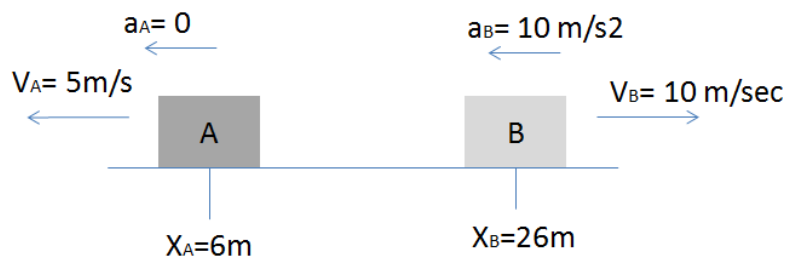 aA= 0
aB= 10 m/s2
VA= 5m/s
VB= 10 m/sec
A
B
XA=6m
XB=26m